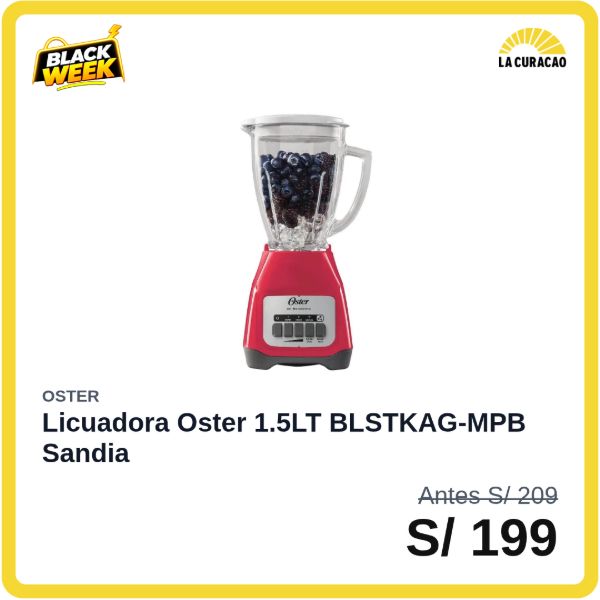 BLACK
WEEK
LA CURACAO
Oster
OSTER
Licuadora Oster 1.5LT BLSTKAG-MPB
Sandia
Antes S/ 209
S/ 199